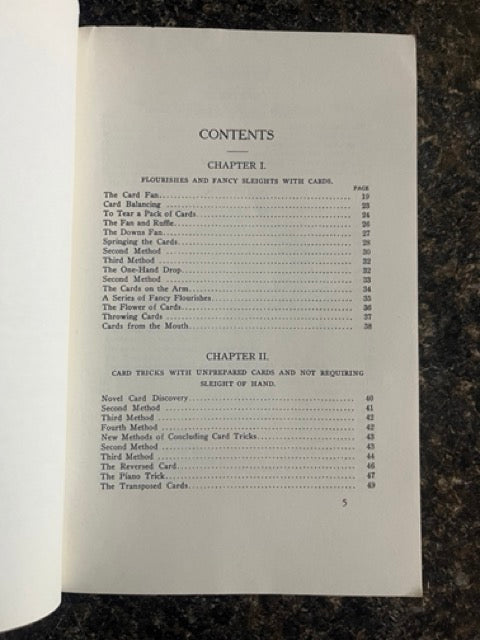 CONTENTS
CHAPTER I.
FLOURISHES AND FANCY SLEIGHTS WITH CARDS.
PAGE
The Card Fan 19
Card Balancing 23
To Tear a Pack of Cards 24
The Fan and Ruffle 26
The Downs Fan 27
Springing the Cards 28
Second Method 30
Third Method 32
The One-Hand Drop 32
Second Method 33
The Cards on the Arm 34
A Series of Fancy Flourishes 35
The Flower of Cards 36
Throwing Cards 37
Cards from the Mouth 38
CHAPTER II.
CARD TRICKS WITH UNPREPARED CARDS AND NOT REQUIRING
SLEIGHT OF HAND.
Novel Card Discovery 40
Second Method 41
Third Method 42
Fourth Method 42
New Methods of Concluding Card Tricks 43
Second Method 43
Third Method 44
The Reversed Card 46
The Piano Trick 47
The Transposed Cards 49
5